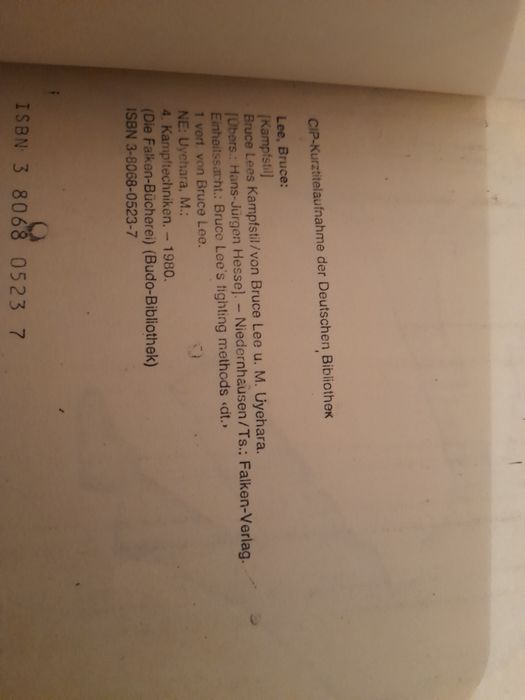 CIP-Kurztitelaufnahme der Deutschen Bibliothek
Lee, Bruce:
[Kampfstil]
Bruce Lees Kampfstil/von Bruce Lee u. M. Uyehara.
[Übers.: Hans-Jürgen Hesse]. – Niedernhausen/Ts.: Falken-Verlag.
Einheitssacht.: Bruce Lee's fighting methods ‹dt.›
1 verf. von Bruce Lee.
NE: Uyehara, M.:
4. Kampftechniken. – 1980.
(Die Falken-Bücherei) (Budo-Bibliothek)
ISBN 3-8068-0523-7
ISBN 3 8068 0523 7